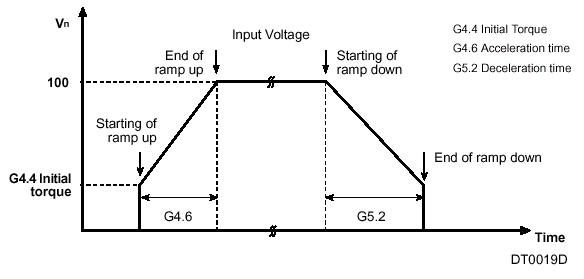 Vn
Input Voltage
G4.4 Initial Torque
G4.6 Acceleration time
G5.2 Deceleration time
End of
ramp up
Starting of
ramp down
100
Starting of
ramp up
End of ramp down
G4.4 Initial
torque
G4.6
G5.2
Time
DT0019D